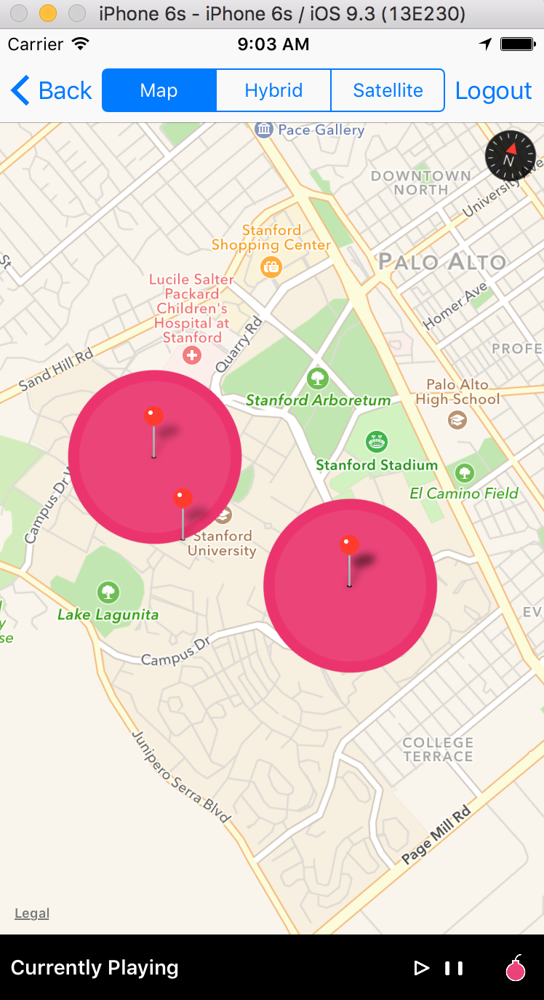 iPhone 6s - iPhone 6s / iOS 9.3 (13E230)
Carrier 9:03 AM
Back Map Hybrid Satellite Logout
Pace Gallery
N
DOWNTOWN
NORTH
University Ave
Stanford
Shopping Center
PALO ALTO
St
Lucile Salter
Packard
Children's
Hospital at
Stanford
Homer Ave
Quarry Rd
PROFE
Sand Hill Rd
Palo Alto
High School
Stanford Arboretum
Stanford Stadium
El Camino Field
Campus Dr W
Stanford
University
Lake Lagunita
EV
y
se
Campus Dr
COLLEGE
TERRACE
Junipero Serra Blvd
Page Mill Rd
Legal
Currently Playing